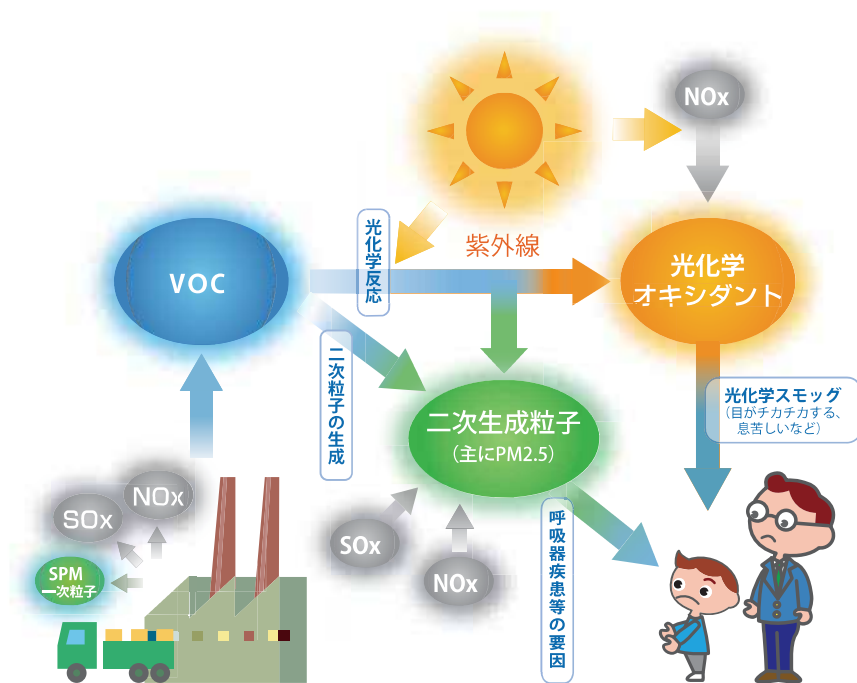 NOx
紫外線
光化学反応
VOC
光化学
オキシダント
二次粒子の生成
二次生成粒子
（主にPM2.5）
光化学スモッグ
（目がチカチカする、
息苦しいなど）
NOx
SOx
SPM
一次粒子
SOx
NOx
呼吸器疾患等の要因